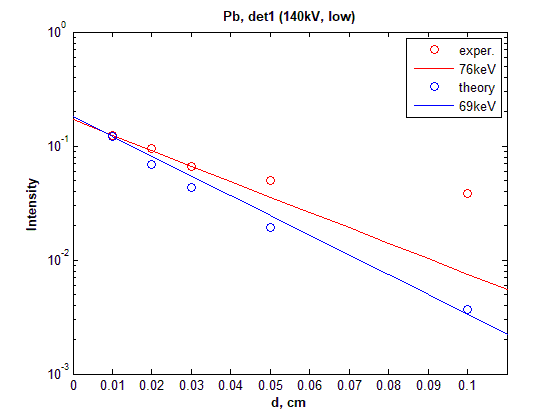 Pb, det1 (140kV, low)
10^0
10^-1
10^-2
10^-3
Intensity
exper.
76keV
theory
69keV
0 0.01 0.02 0.03 0.04 0.05 0.06 0.07 0.08 0.09 0.1
d, cm